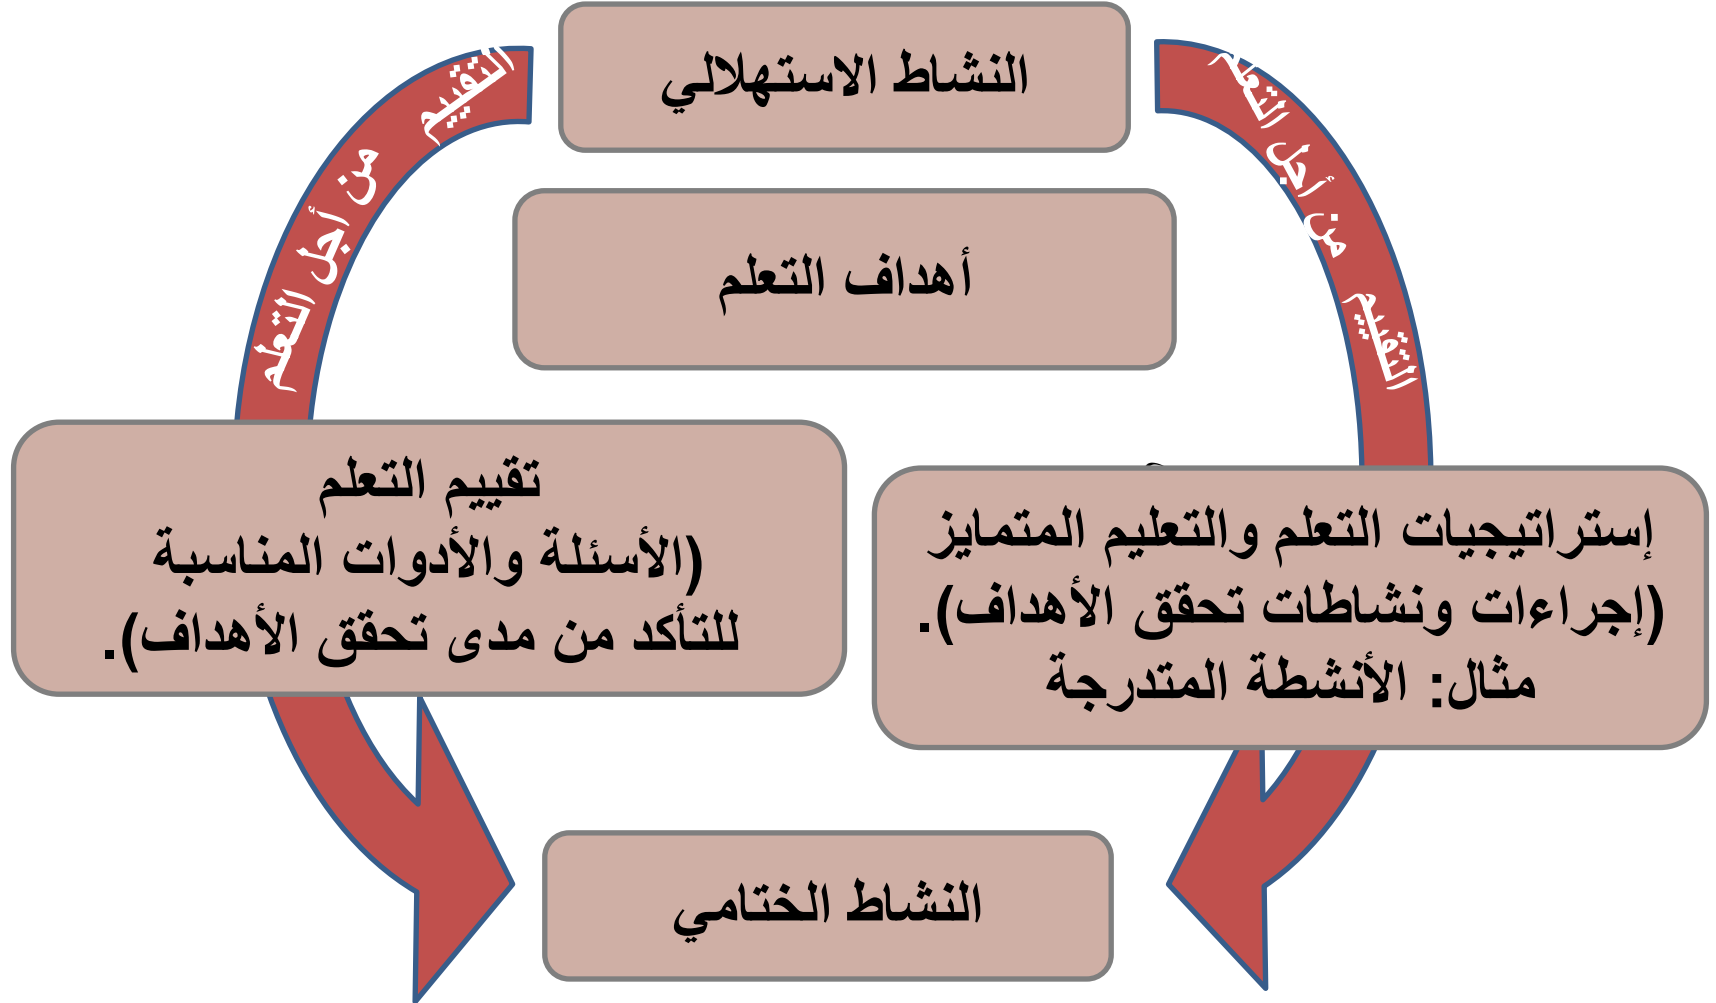 النشاط الاستهلالي
أهداف التعلم
التقييم من أجل التعلم
إستراتيجيات التعلم والتعليم المتمايز
(إجراءات ونشاطات تحقق الأهداف).
مثال: الأنشطة المتدرجة
التقييم من أجل التعلم
تقييم التعلم
(الأسئلة والأدوات المناسبة
للتأكد من مدى تحقق الأهداف).
النشاط الختامي